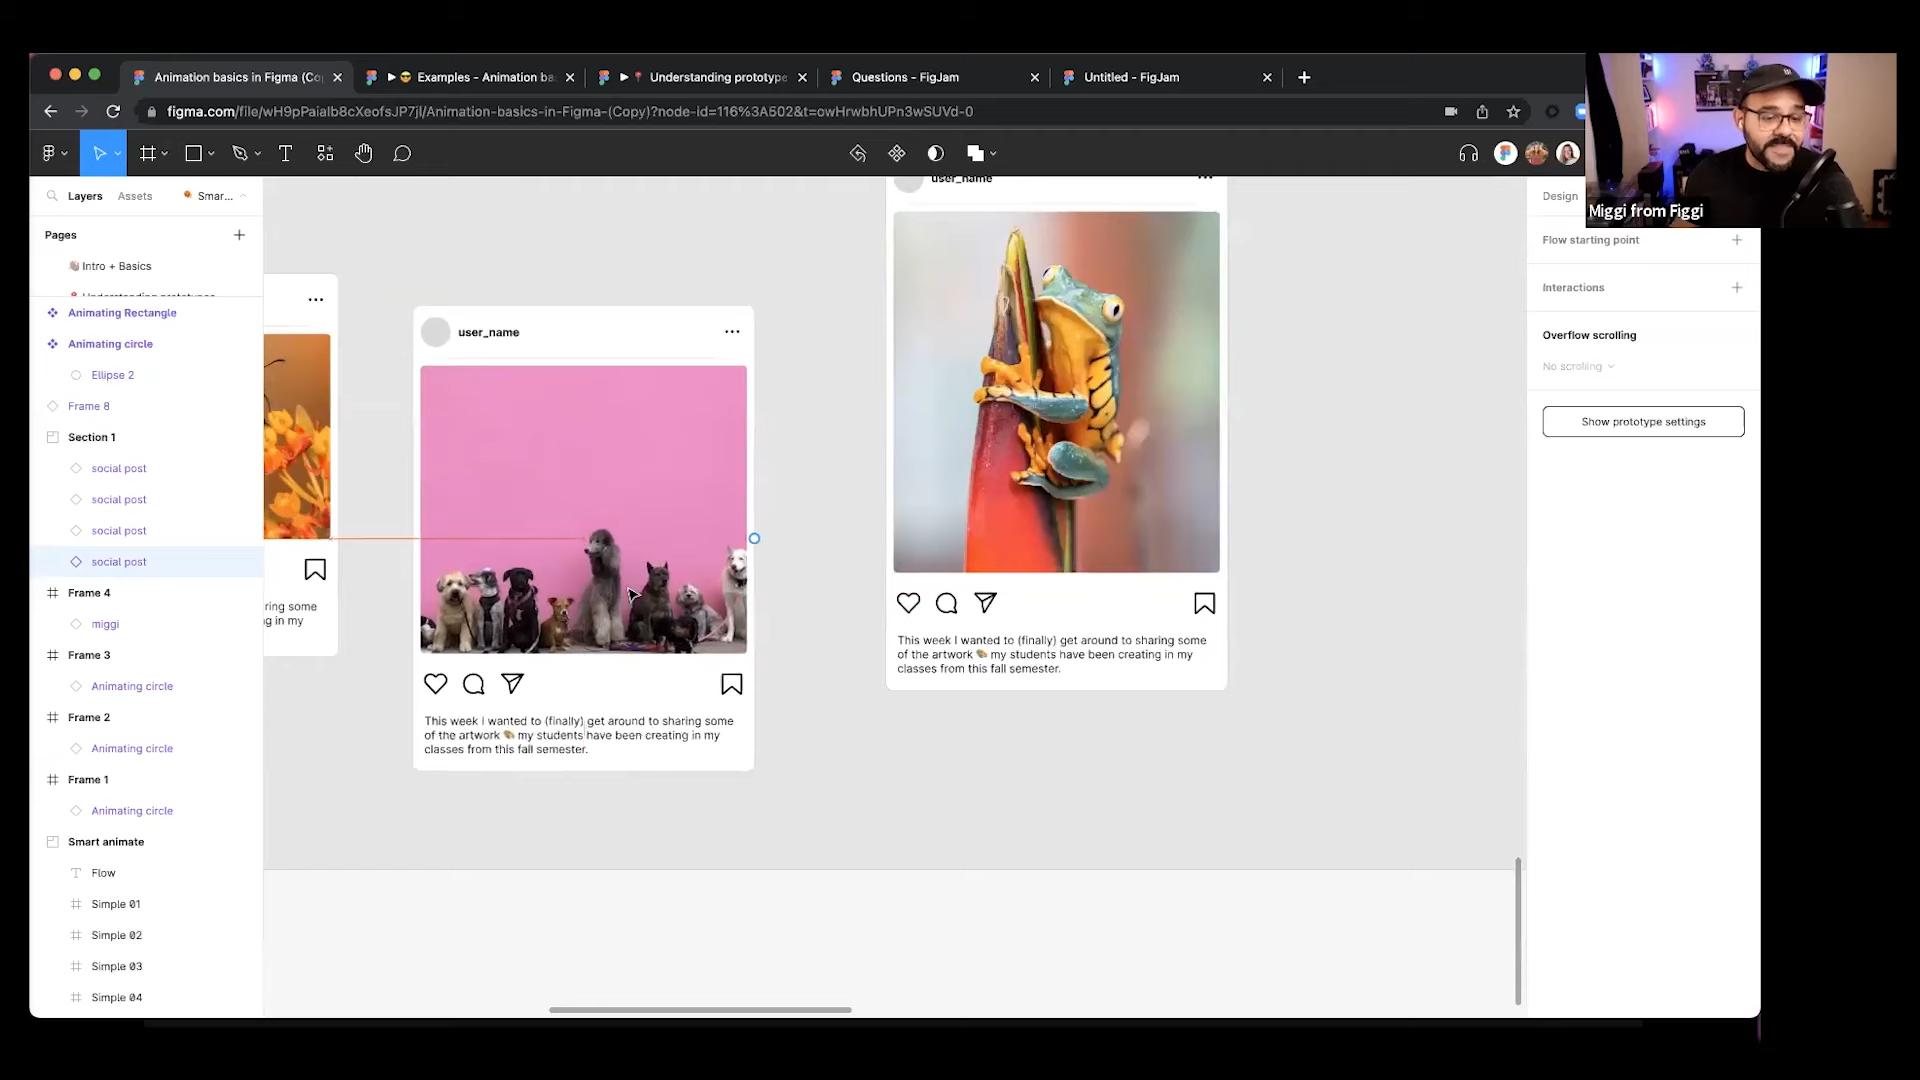 Animation basics in Figma (Co
Examples - Animation ba
Understanding prototype
Questions - FigJam
Untitled - FigJam
figma.com/file/wH9pPaialb8cXeofsJP7jl/Animation-basics-in-Figma-(Copy)?node-id=116%3A502&t=owHrwbhUPn3wSUVd-0
Layers
Assets
Smar...
Pages
Intro + Basics
Understanding prototypes
Animating Rectangle
Animating circle
Ellipse 2
Frame 8
Section 1
social post
social post
social post
social post
Frame 4
miggi
Frame 3
Animating circle
Frame 2
Animating circle
Frame 1
Animating circle
Smart animate
Flow
Simple 01
Simple 02
Simple 03
Simple 04
ring some
g in my
user_name
This week I wanted to (finally) get around to sharing some
of the artwork 🎨 my students have been creating in my
classes from this fall semester.
user_name
This week I wanted to (finally) get around to sharing some
of the artwork 🎨 my students have been creating in my
classes from this fall semester.
Miggi from Figgi
Design
Flow starting point
Interactions
Overflow scrolling
No scrolling
Show prototype settings